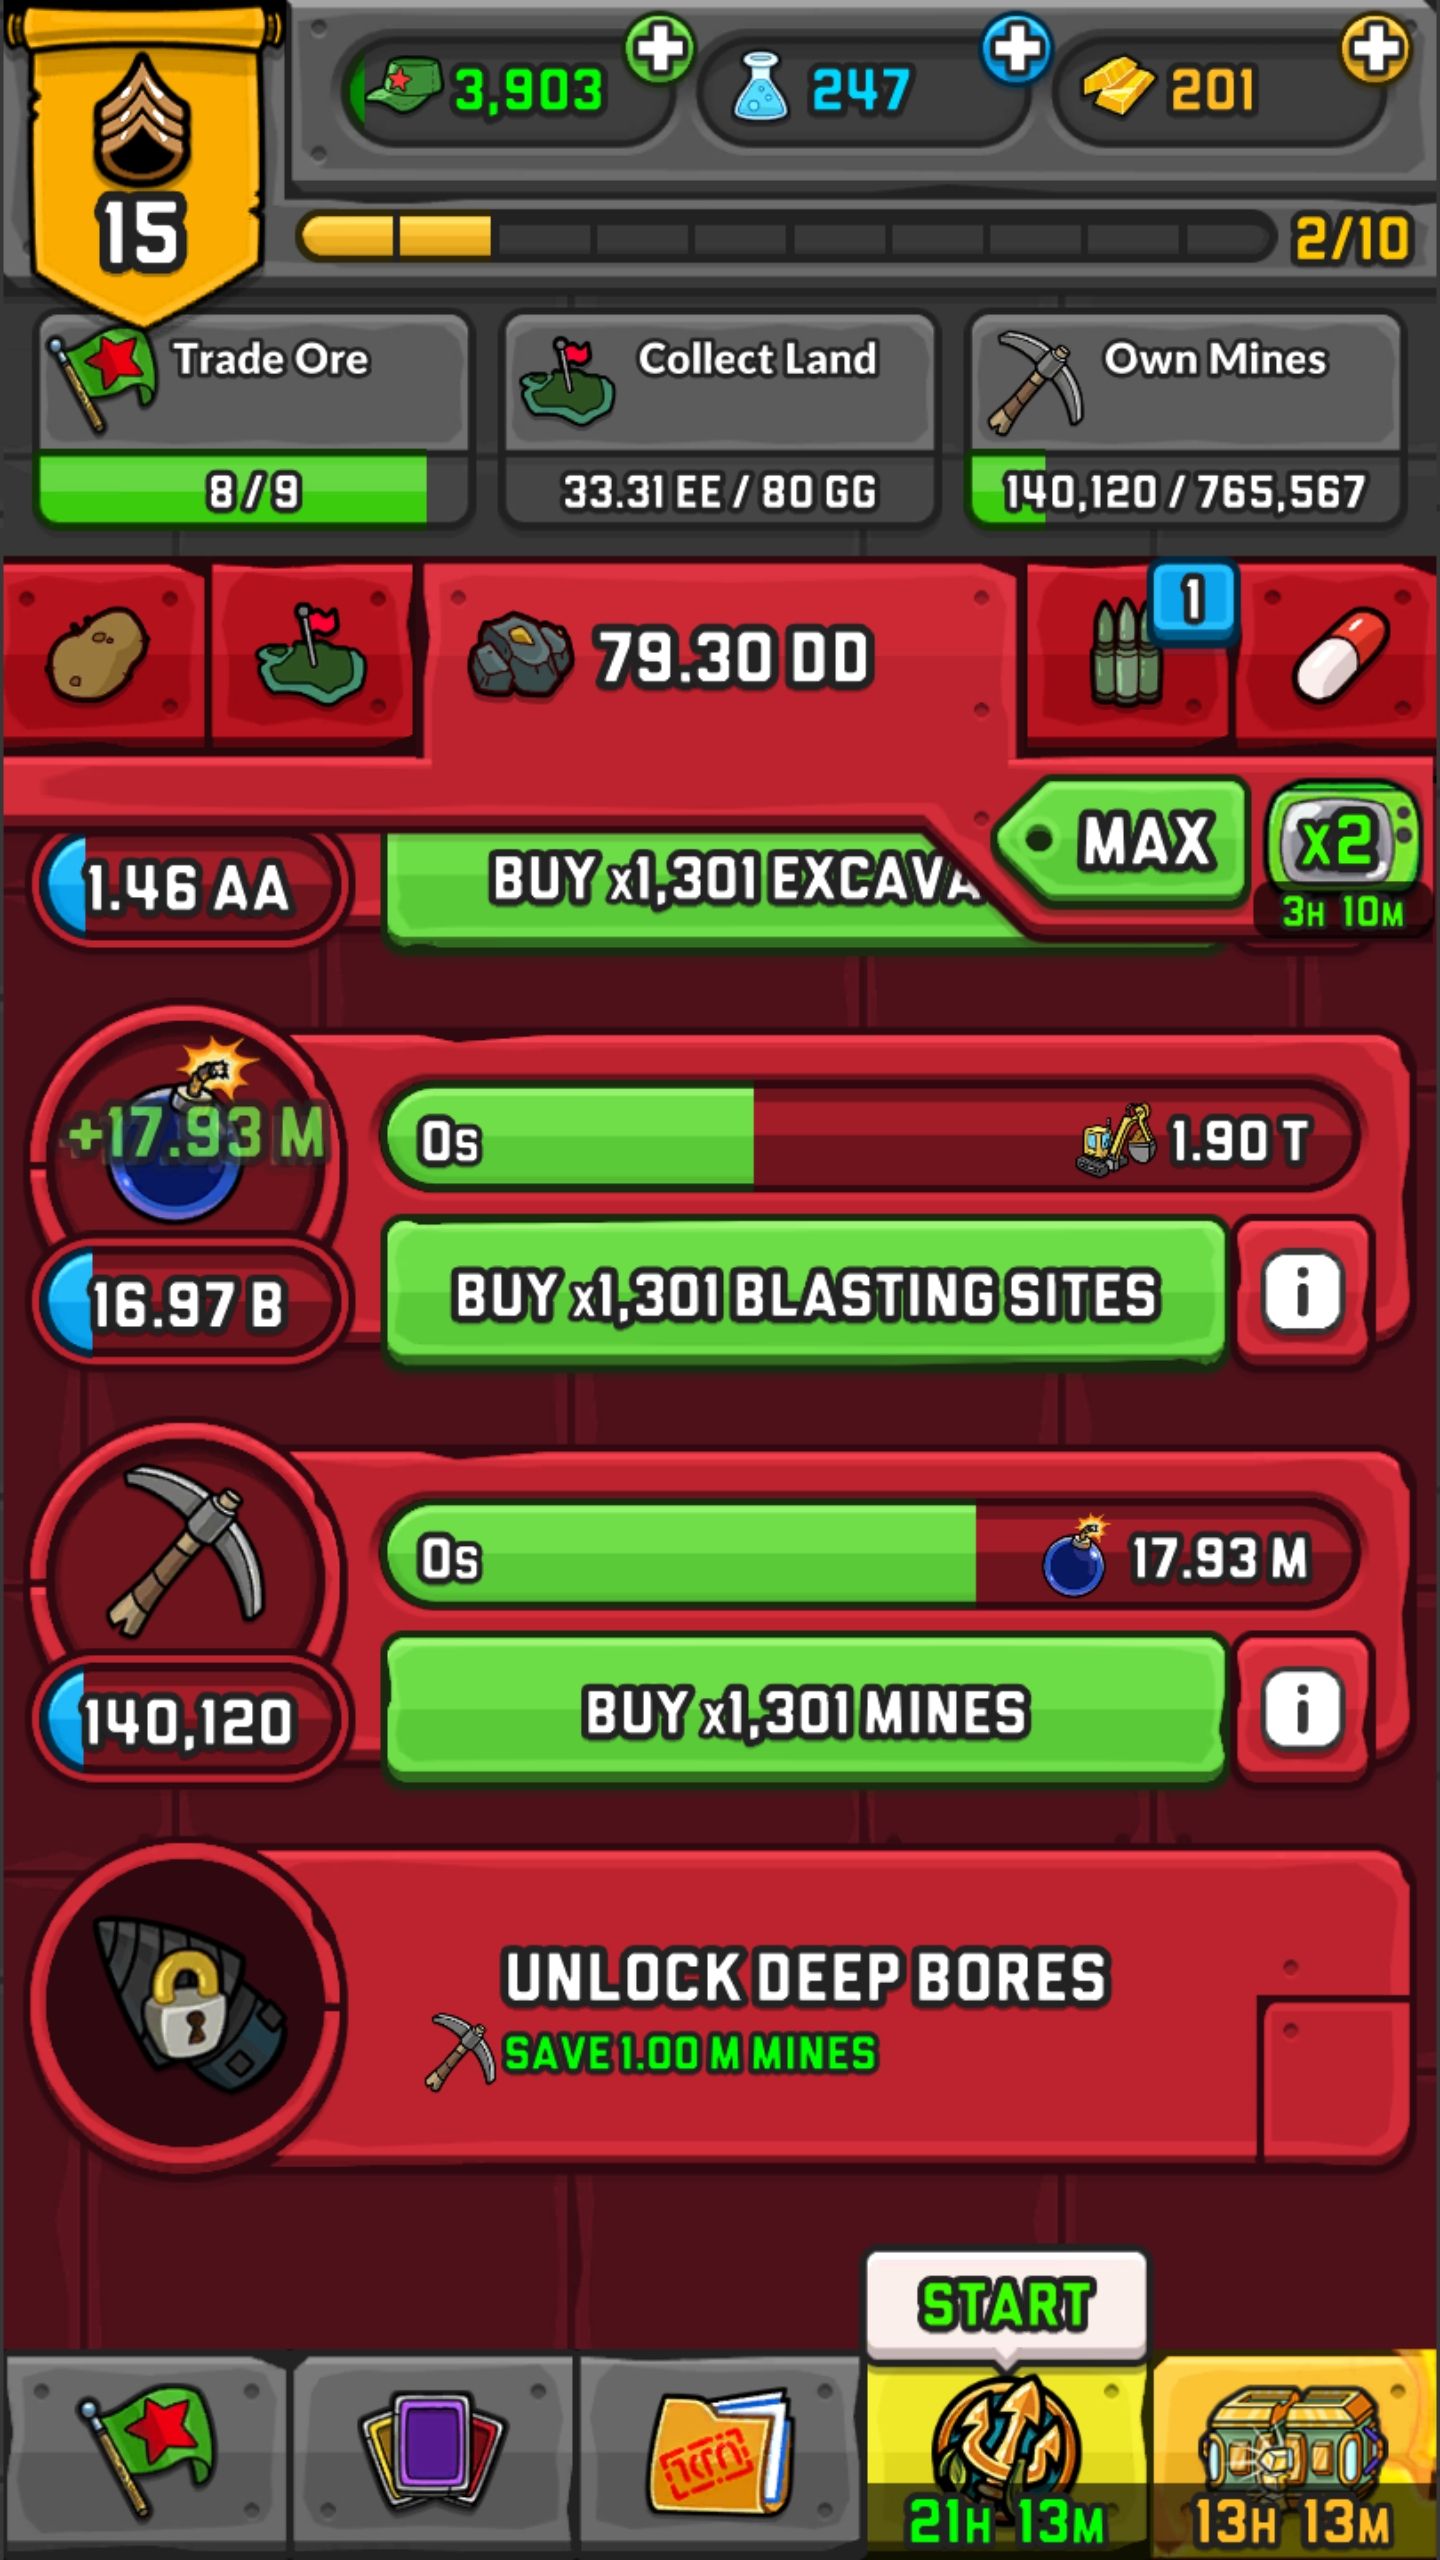 3,903
247
201
15
2/10
Trade Ore
Collect Land
Own Mines
8/9
33.31 EE / 80 GG
140,120 / 765,567
79.30 DD
1
MAX
x2
3H 10M
1.46 AA
BUY x1,301 EXCAVA
+17.93 M
0s
1.90 T
16.97 B
BUY x1,301 BLASTING SITES
i
0s
17.93 M
140,120
BUY x1,301 MINES
i
UNLOCK DEEP BORES
SAVE 1.00 M MINES
START
21H 13M
13H 13M